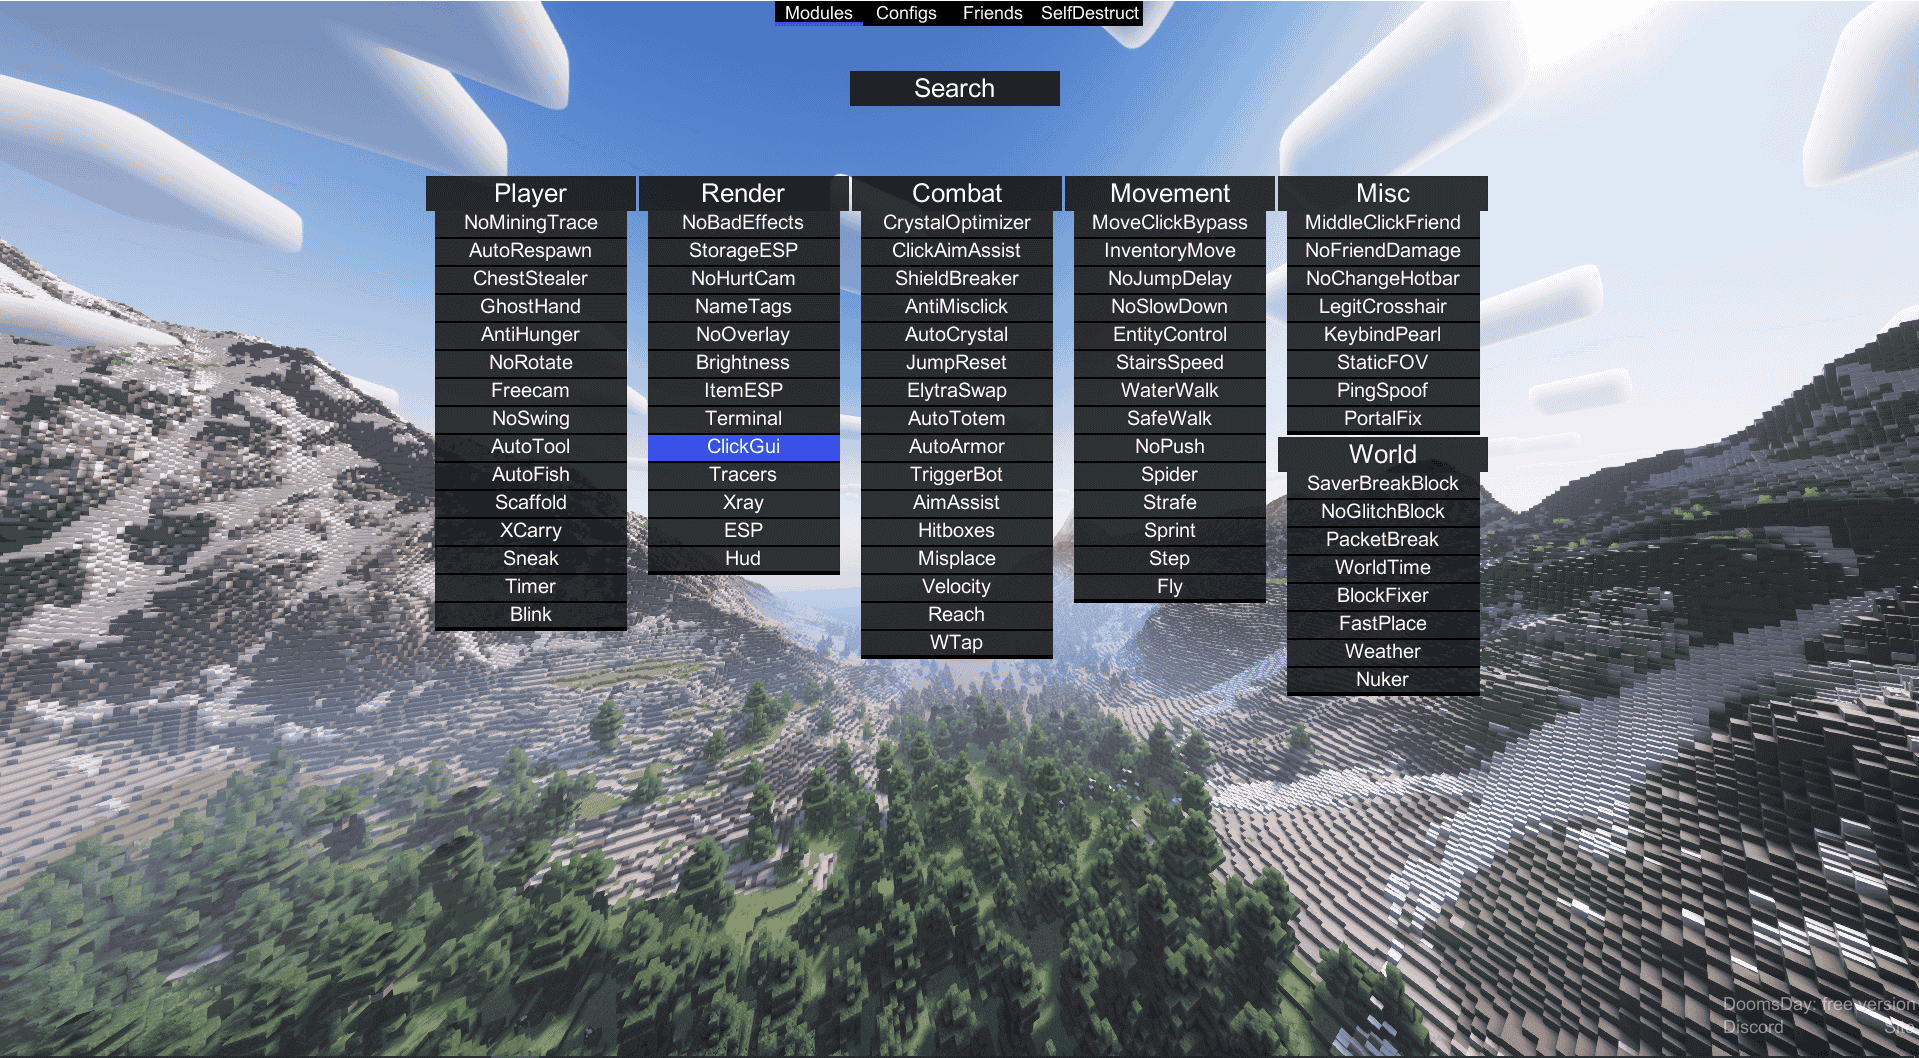 Modules Configs Friends SelfDestruct
Search
Player
NoMiningTrace
AutoRespawn
ChestStealer
GhostHand
AntiHunger
NoRotate
Freecam
NoSwing
AutoTool
AutoFish
Scaffold
XCarry
Sneak
Timer
Blink
Render
NoBadEffects
StorageESP
NoHurtCam
NameTags
NoOverlay
Brightness
ItemESP
Terminal
ClickGui
Tracers
Xray
ESP
Hud
Combat
CrystalOptimizer
ClickAimAssist
ShieldBreaker
AntiMisclick
AutoCrystal
JumpReset
ElytraSwap
AutoTotem
AutoArmor
TriggerBot
AimAssist
Hitboxes
Misplace
Velocity
Reach
WTap
Movement
MoveClickBypass
InventoryMove
NoJumpDelay
NoSlowDown
EntityControl
StairsSpeed
WaterWalk
SafeWalk
NoPush
Spider
Strafe
Sprint
Step
Fly
Misc
MiddleClickFriend
NoFriendDamage
NoChangeHotbar
LegitCrosshair
KeybindPearl
StaticFOV
PingSpoof
PortalFix
World
SaverBreakBlock
NoGlitchBlock
PacketBreak
WorldTime
BlockFixer
FastPlace
Weather
Nuker
DoomsDay: free version
Discord Site